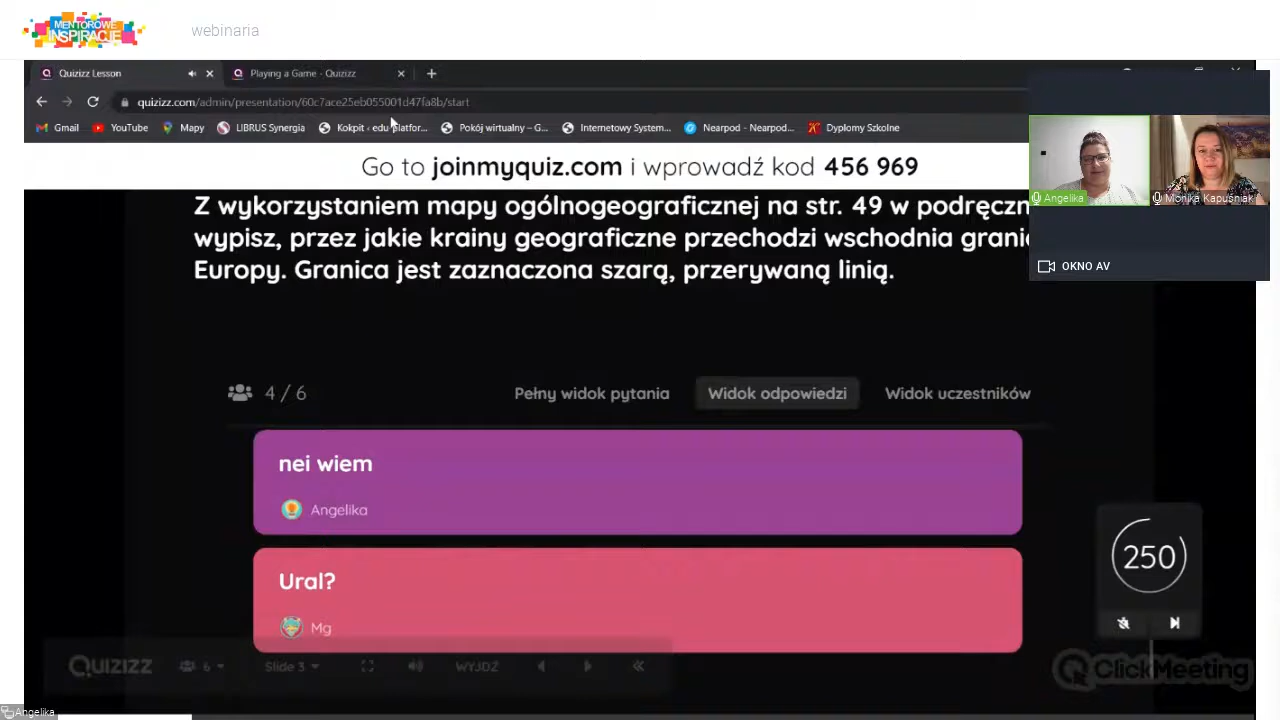 MENTOROWE
INSPIRACJE
webinaria
Quizizz Lesson
Playing a Game - Quizizz
quizizz.com/admin/presentation/60c7ace25eb055001d47fa8b/start
Gmail
YouTube
Mapy
LIBRUS Synergia
Kokpit ‹ edu platfor...
Pokój wirtualny – G...
Internetowy System...
Nearpod - Nearpod...
Dyplomy Szkolne
Go to joinmyquiz.com i wprowadź kod 456 969
Angelika
Monika Kapuśniak
OKNO AV
Z wykorzystaniem mapy ogólnogeograficznej na str. 49 w podręczn
wypisz, przez jakie krainy geograficzne przechodzi wschodnia grani
Europy. Granica jest zaznaczona szarą, przerywaną linią.
4 / 6
Pełny widok pytania
Widok odpowiedzi
Widok uczestników
nei wiem
Angelika
Ural?
Mg
250
QUIZIZZ
6
Slide 3
WYJDŹ
ClickMeeting
Angelika